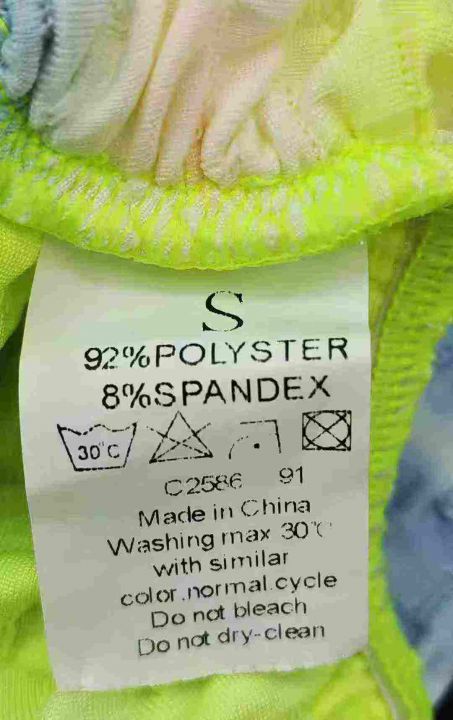 S
92%POLYSTER
8%SPANDEX
30°C
C2586 91
Made in China
Washing max 30℃
with similar
color.normal.cycle
Do not bleach
Do not dry-clean